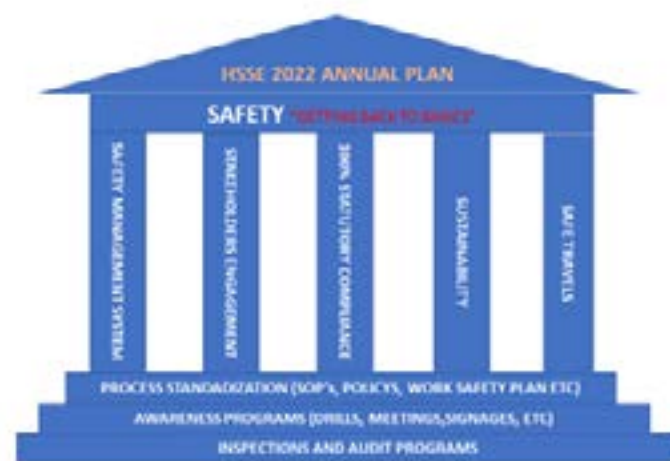 HSSE 2022 ANNUAL PLAN
SAFETY "GETTING BACK TO BASICS"
SAFETY MANAGEMENT SYSTEM
STAKEHOLDERS ENGAGEMENT
STATUTORY COMPLIANCE
SUSTAINABILITY
SAFE TRAVELS
PROCESS STANDADIZATION (SOP's, POLICYS, WORK SAFETY PLAN ETC)
AWARENESS PROGRAMS (DRILLS, MEETINGS,SIGNAGES, ETC)
INSPECTIONS AND AUDIT PROGRAMS